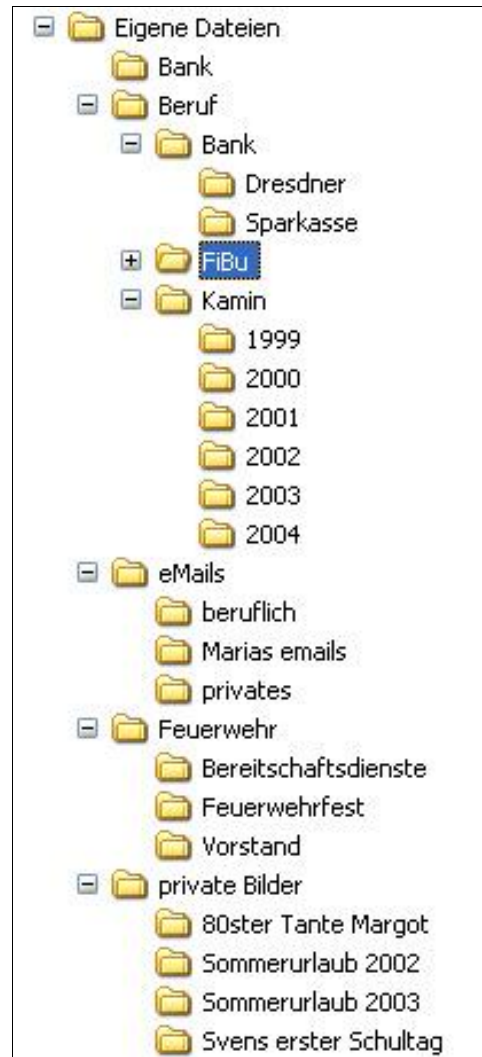 Eigene Dateien
Bank
Beruf
Bank
Dresdner
Sparkasse
FiBu
Kamin
1999
2000
2001
2002
2003
2004
eMails
beruflich
Marias emails
privates
Feuerwehr
Bereitschaftsdienste
Feuerwehrfest
Vorstand
private Bilder
80ster Tante Margot
Sommerurlaub 2002
Sommerurlaub 2003
Svens erster Schultag